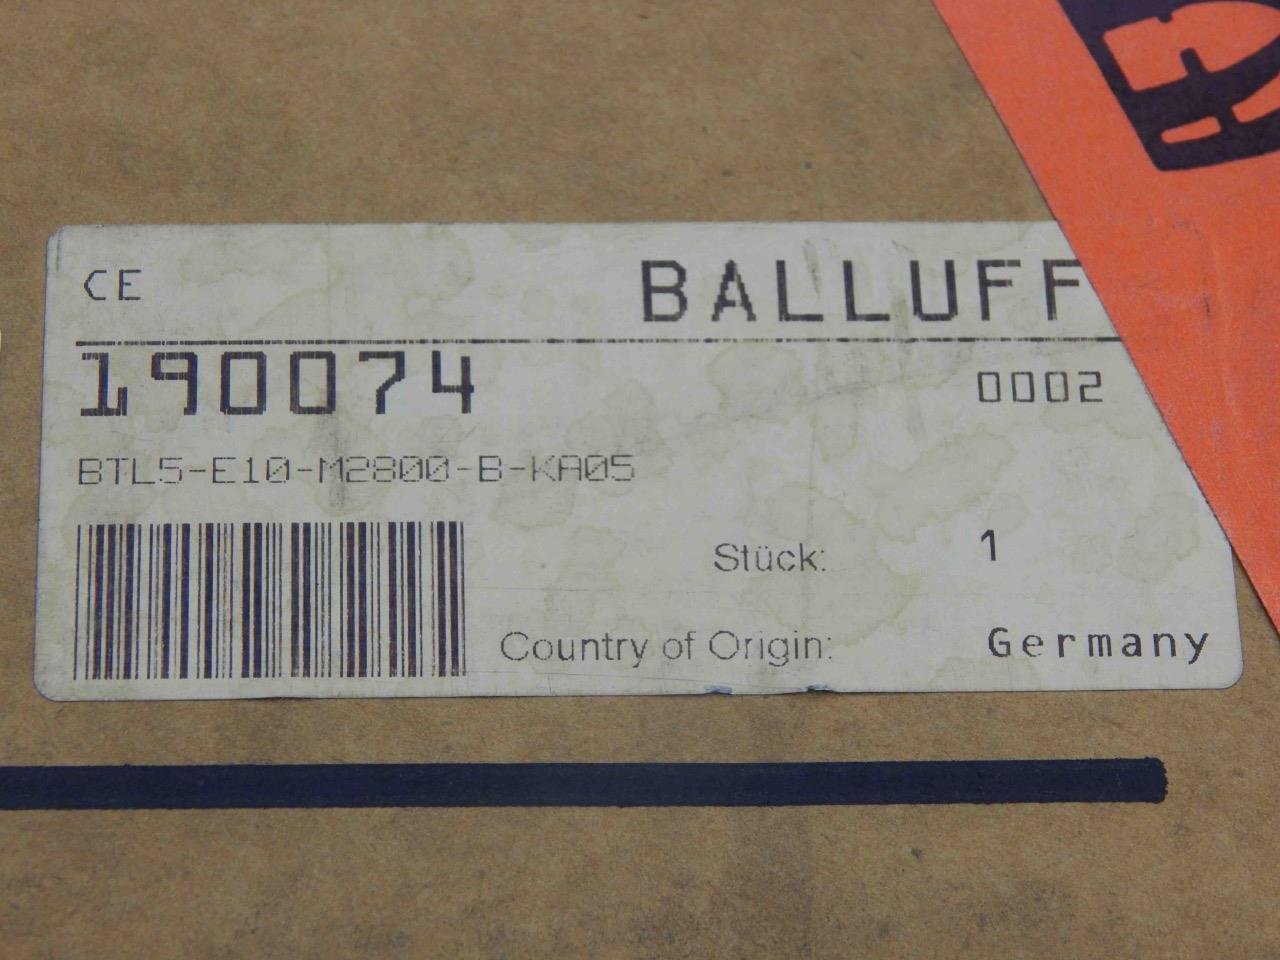 CE
BALLUFF
190074
0002
BTL5-E10-M2800-B-KA05
Stück: 1
Country of Origin: Germany